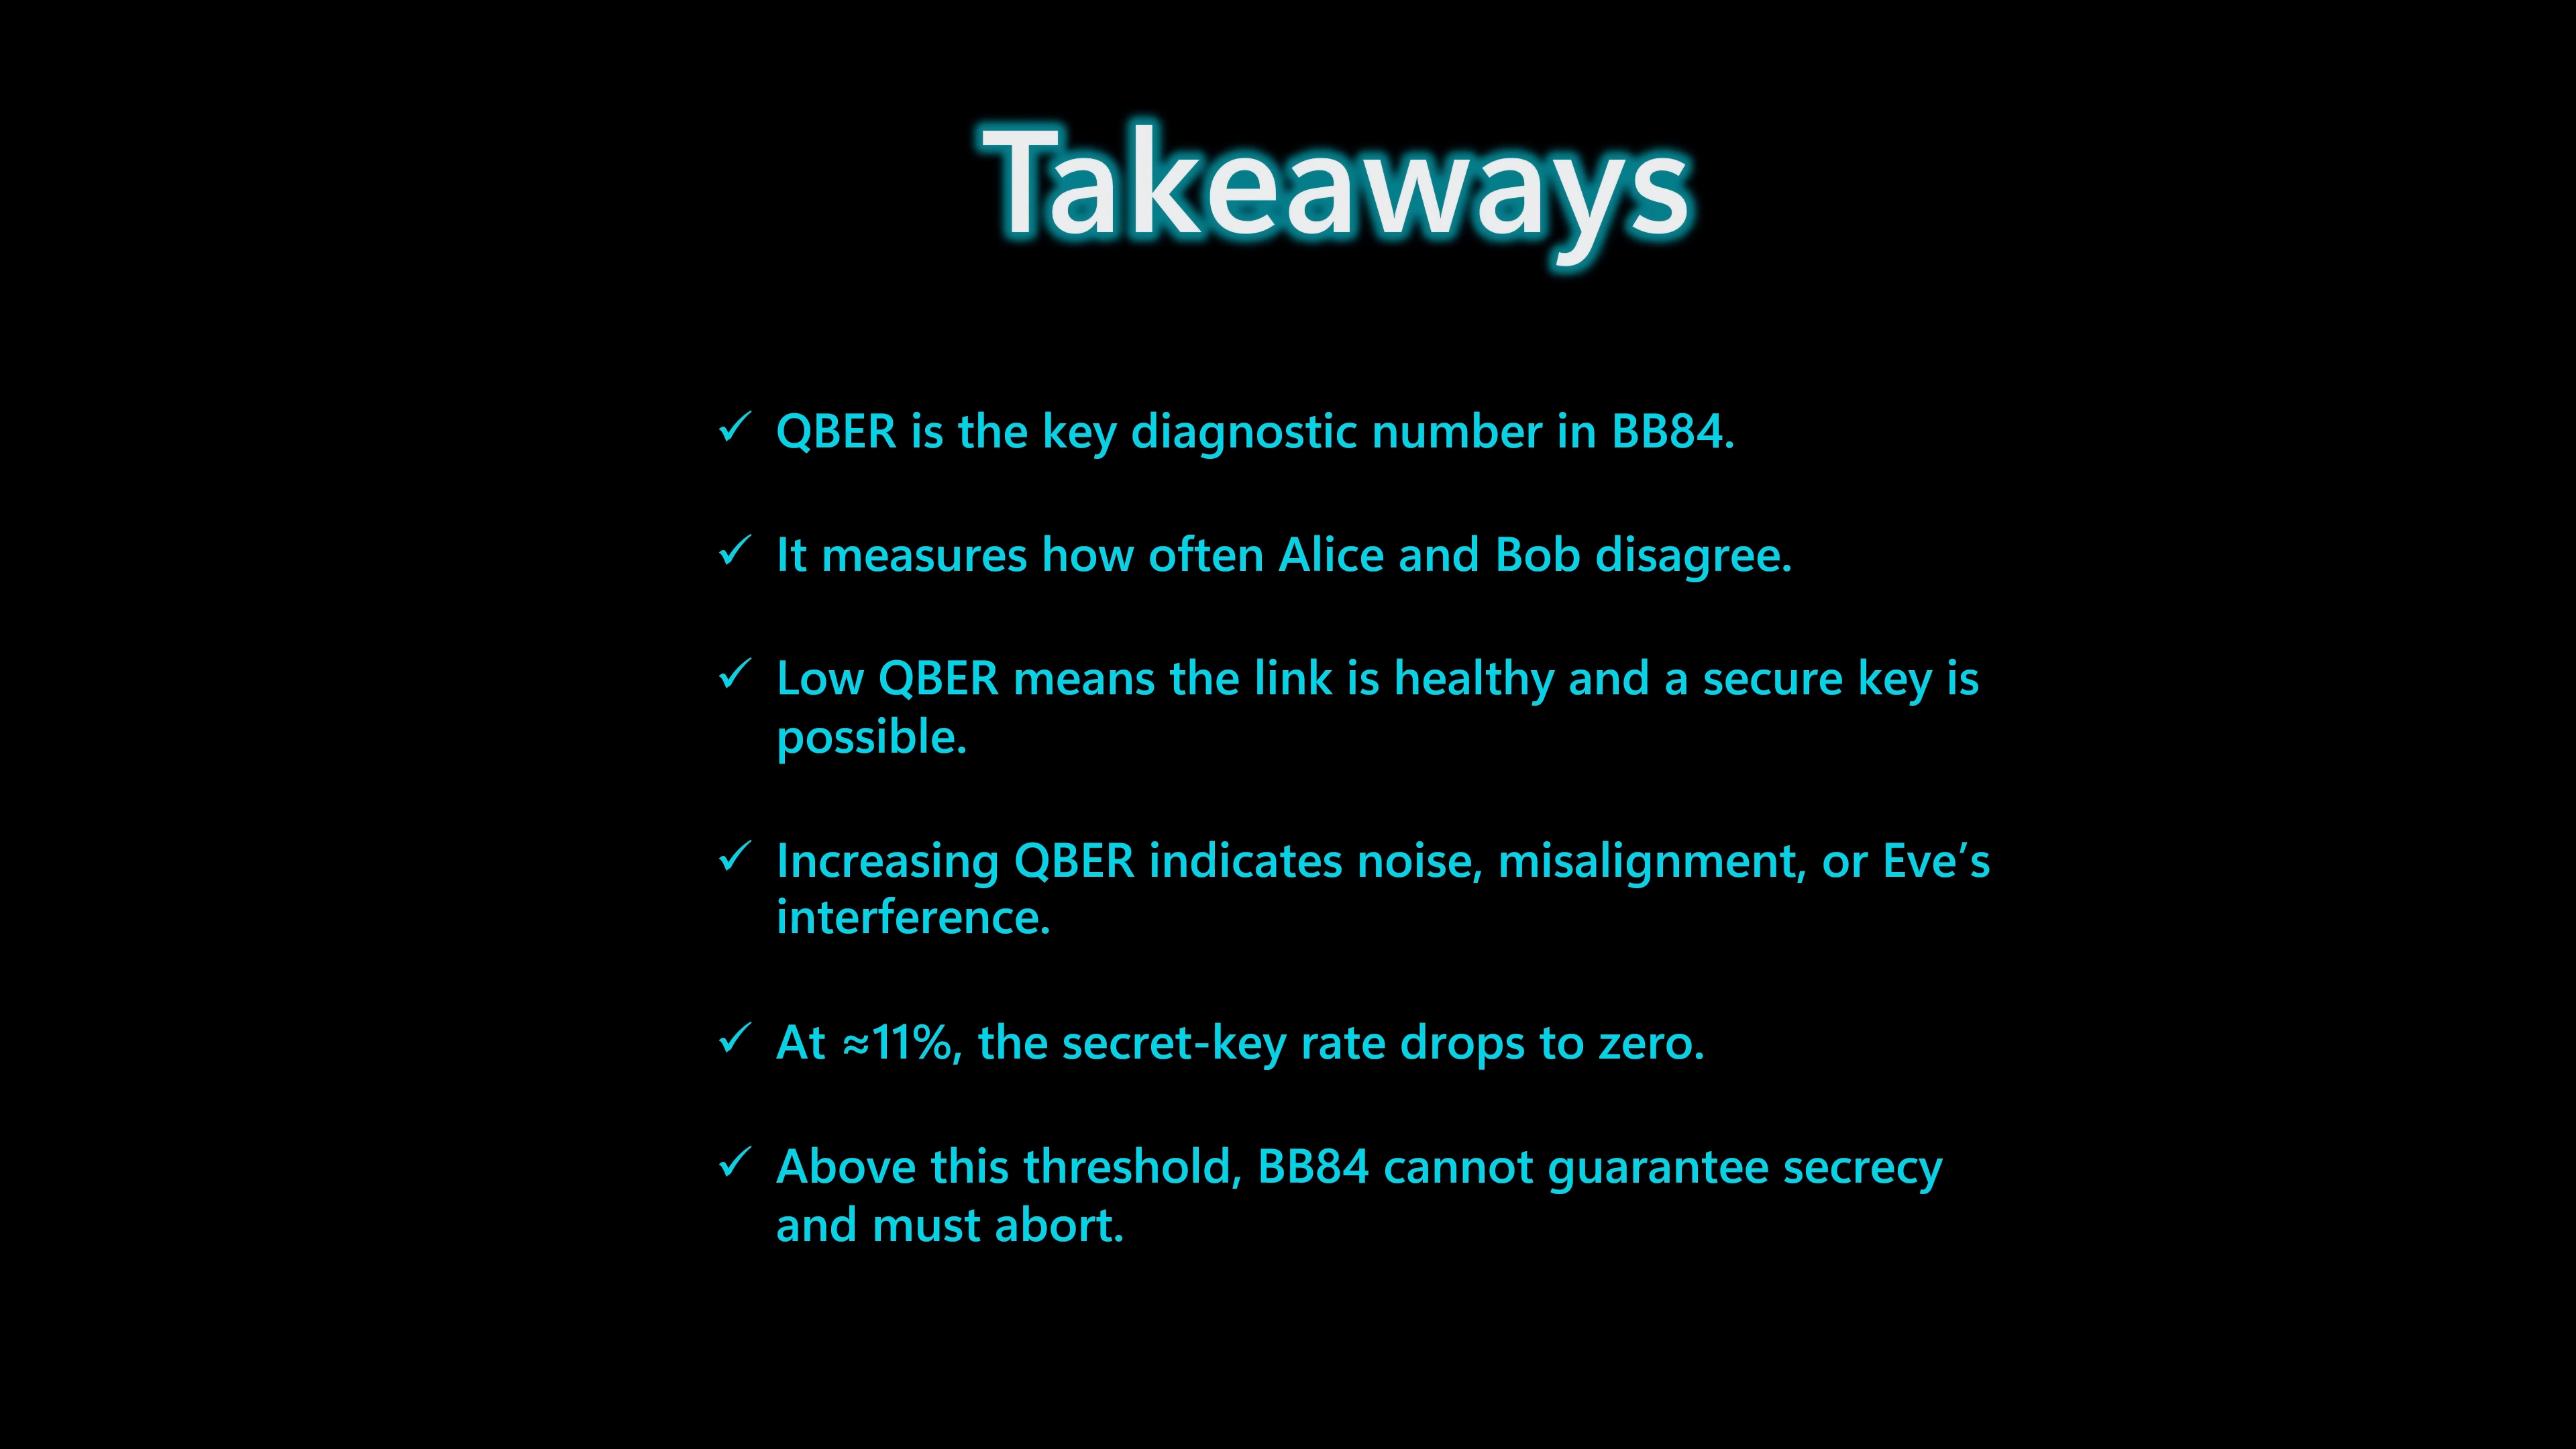 Takeaways
✓ QBER is the key diagnostic number in BB84.
✓ It measures how often Alice and Bob disagree.
✓ Low QBER means the link is healthy and a secure key is
possible.
✓ Increasing QBER indicates noise, misalignment, or Eve’s
interference.
✓ At ≈11%, the secret-key rate drops to zero.
✓ Above this threshold, BB84 cannot guarantee secrecy
and must abort.